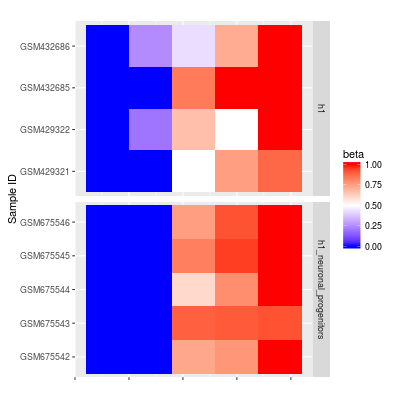 GSM432686
GSM432685
GSM429322
GSM429321
h1
GSM675546
GSM675545
GSM675544
GSM675543
GSM675542
h1_neuronal_progenitors
Sample ID
beta
1.00
0.75
0.50
0.25
0.00